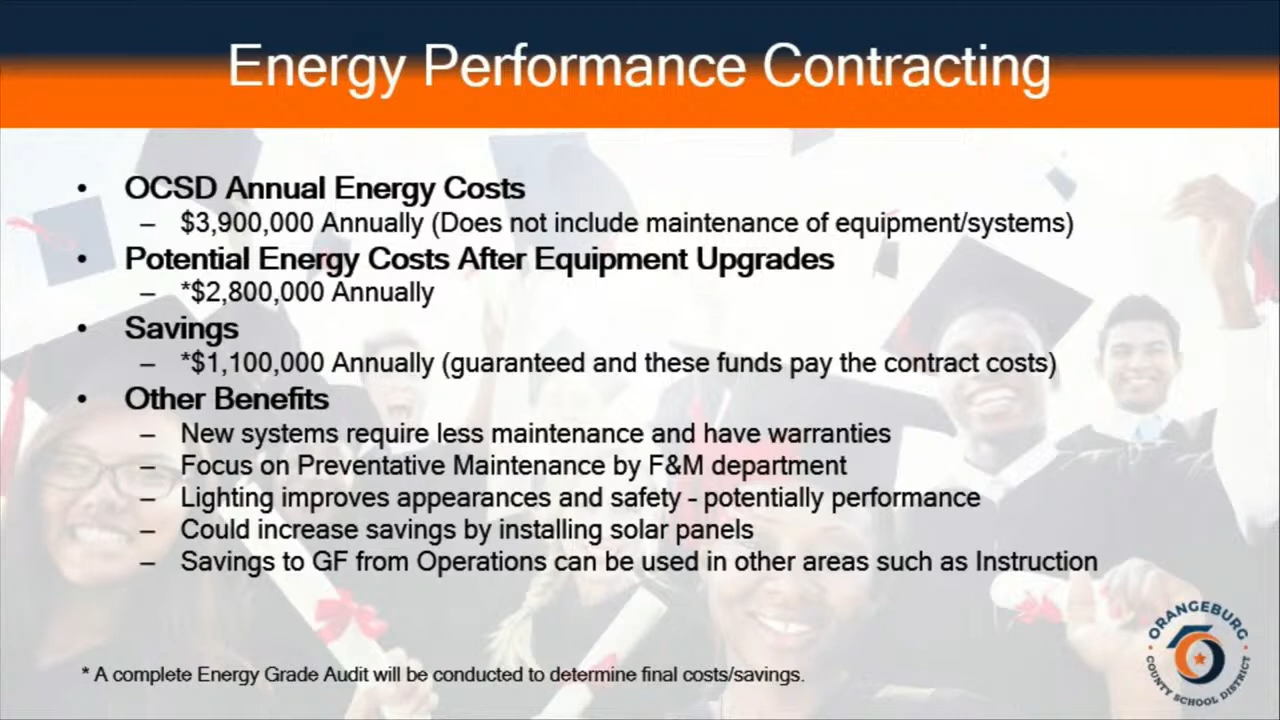 Energy Performance Contracting
• OCSD Annual Energy Costs
– $3,900,000 Annually (Does not include maintenance of equipment/systems)
• Potential Energy Costs After Equipment Upgrades
– *$2,800,000 Annually
• Savings
– *$1,100,000 Annually (guaranteed and these funds pay the contract costs)
• Other Benefits
– New systems require less maintenance and have warranties
– Focus on Preventative Maintenance by F&M department
– Lighting improves appearances and safety - potentially performance
– Could increase savings by installing solar panels
– Savings to GF from Operations can be used in other areas such as Instruction
* A complete Energy Grade Audit will be conducted to determine final costs/savings.
ORANGEBURG
COUNTY SCHOOL DISTRICT